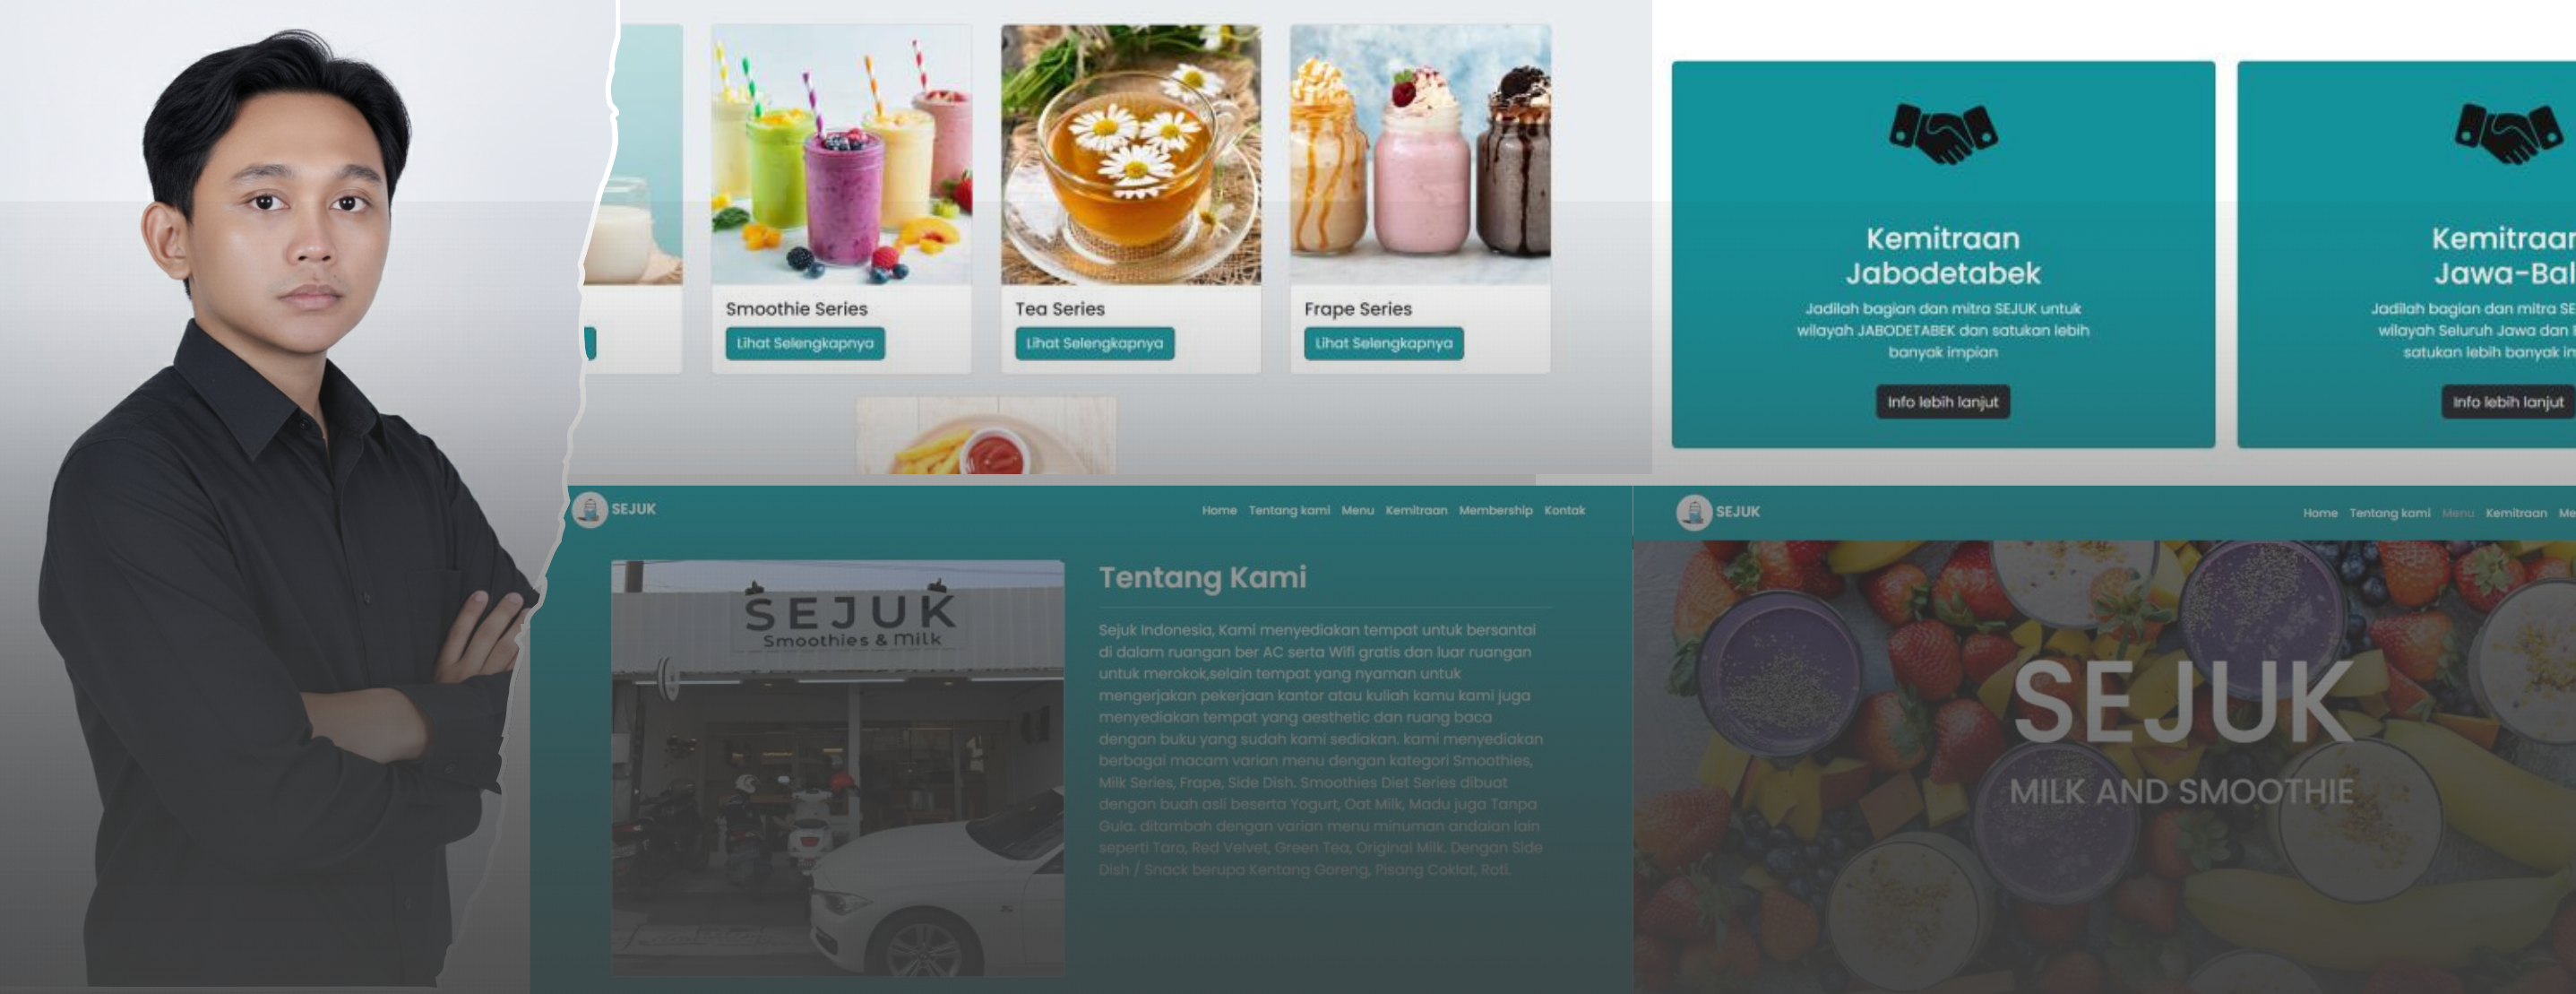 Smoothie Series
Lihat Selengkapnya
Tea Series
Lihat Selengkapnya
Frape Series
Lihat Selengkapnya
Kemitraan
Jabodetabek
Jadilah bagian dan mitra SEJUK untuk
wilayah JABODETABEK dan satukan lebih
banyak impian
Info lebih lanjut
Kemitraan
Jawa-Bal
Jadilah bagian dan mitra SE
wilayah Seluruh Jawa dan
satukan lebih banyak im
Info lebih lanjut
SEJUK
Home Tentang kami Menu Kemitraan Membership Kontak
SEJUK
Smoothies & Milk
Tentang Kami
Sejuk Indonesia, Kami menyediakan tempat untuk bersantai
di dalam ruangan ber AC serta Wifi gratis dan luar ruangan
untuk merokok,selain tempat yang nyaman untuk
mengerjakan pekerjaan kantor atau kuliah kamu kami juga
menyediakan tempat yang aesthetic dan ruang baca
dengan buku yang sudah kami sediakan. kami menyediakan
berbagai macam varian menu dengan kategori Smoothies,
Milk Series, Frape, Side Dish. Smoothies Diet Series dibuat
dengan buah asli beserta Yogurt, Oat Milk, Madu juga Tanpa
Gula. ditambah dengan varian menu minuman andalan lain
seperti Taro, Red Velvet, Green Tea, Original Milk. Dengan Side
Dish / Snack berupa Kentang Goreng, Pisang Coklat, Roti.
SEJUK
Home Tentang kami Menu Kemitraan Me
SEJUK
MILK AND SMOOTHIE